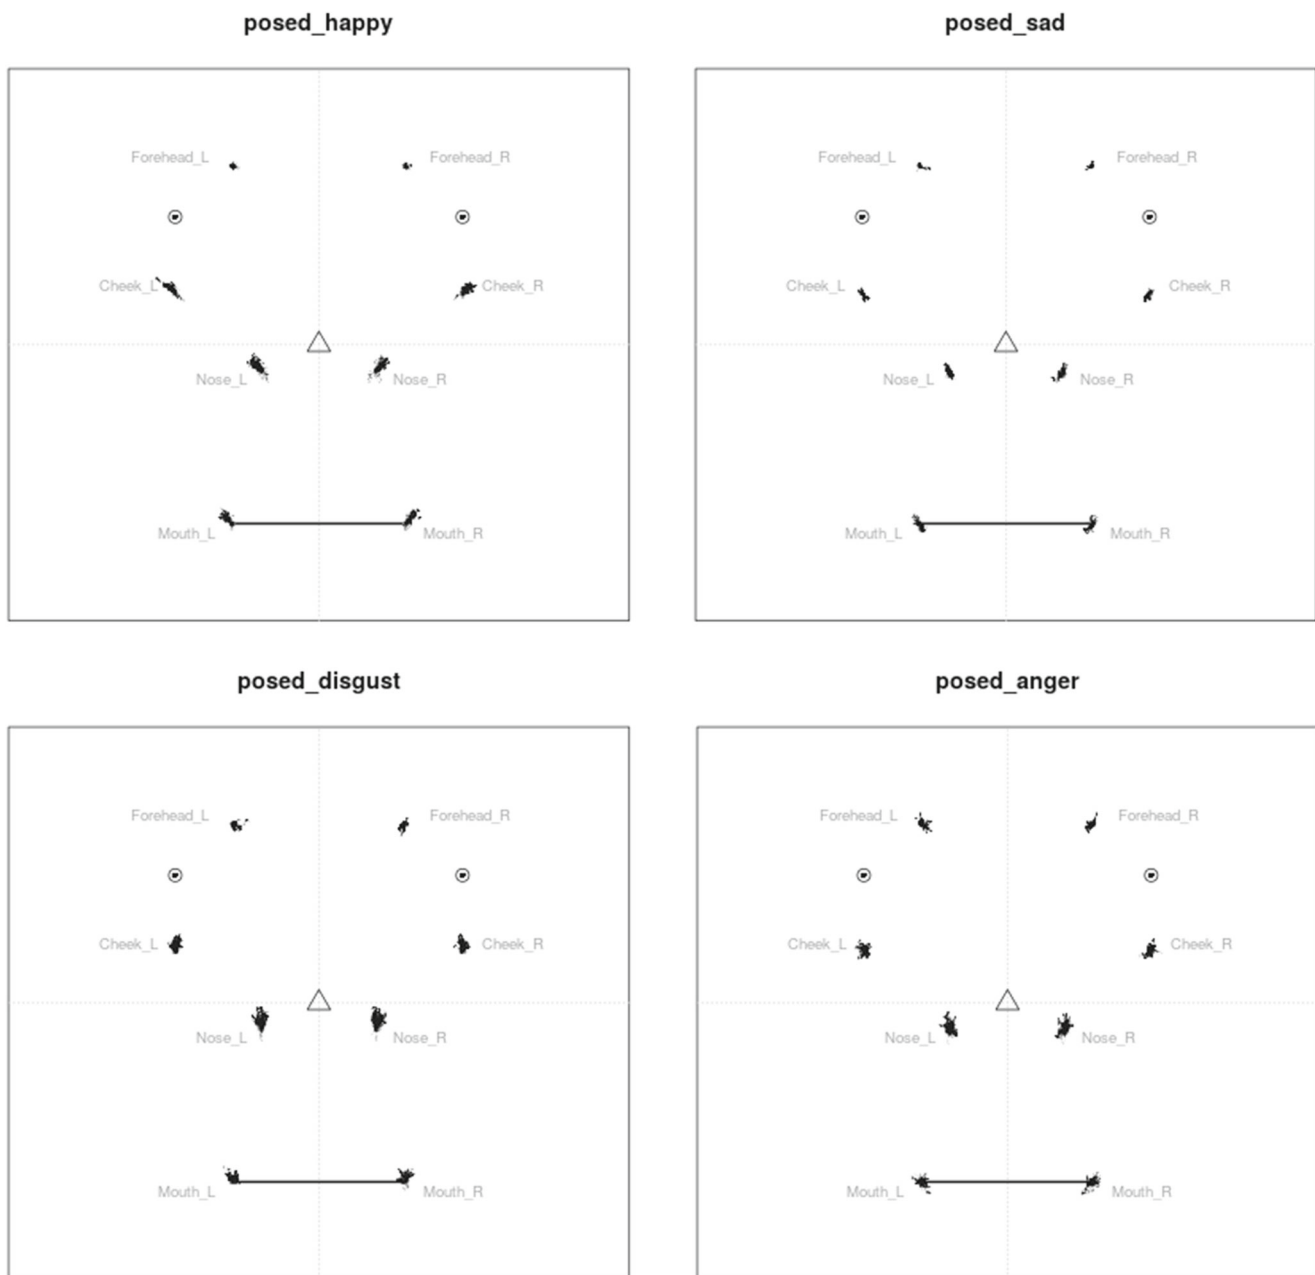 posed_happy
posed_sad
Forehead_L
Forehead_R
Forehead_L
Forehead_R
Cheek_L
Cheek_R
Cheek_L
Cheek_R
Nose_L
Nose_R
Nose_L
Nose_R
Mouth_L
Mouth_R
Mouth_L
Mouth_R
posed_disgust
posed_anger
Forehead_L
Forehead_R
Forehead_L
Forehead_R
Cheek_L
Cheek_R
Cheek_L
Cheek_R
Nose_L
Nose_R
Nose_L
Nose_R
Mouth_L
Mouth_R
Mouth_L
Mouth_R